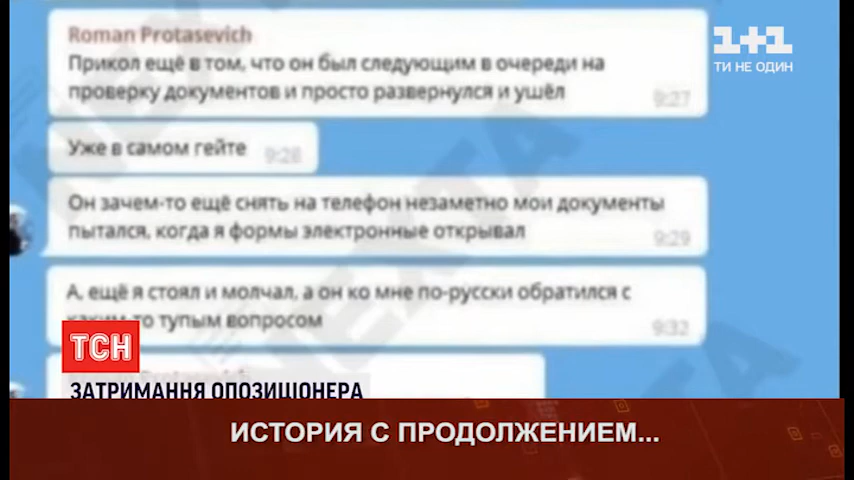 Roman Protasevich
Прикол ещё в том, что он был следующим в очереди на
проверку документов и просто развернулся и ушёл
9:27
1+1
ТИ НЕ ОДИН
Уже в самом гейте
9:28
Он зачем-то ещё снять на телефон незаметно мои документы
пытался, когда я формы электронные открывал
9:29
А, ещё я стоял и молчал, а он ко мне по-русски обратился с
каким-то тупым вопросом
9:32
NEXTA
ТСН
ЗАТРИМАННЯ ОПОЗИЦІОНЕРА
ИСТОРИЯ С ПРОДОЛЖЕНИЕМ...